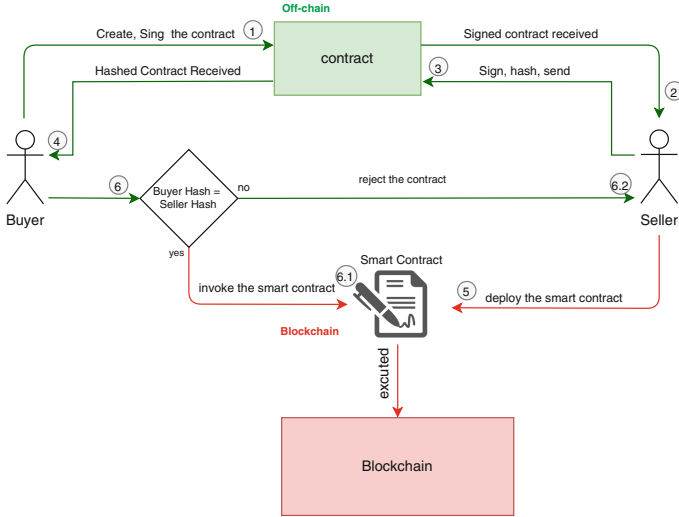 Off-chain
1
Create, Sing the contract
Signed contract received
contract
Hashed Contract Received
3
Sign, hash, send
2
4
6
Buyer Hash =
Seller Hash
no
reject the contract
6.2
Buyer
Seller
yes
Smart Contract
6.1
invoke the smart contract
5
deploy the smart contract
Blockchain
excuted
Blockchain